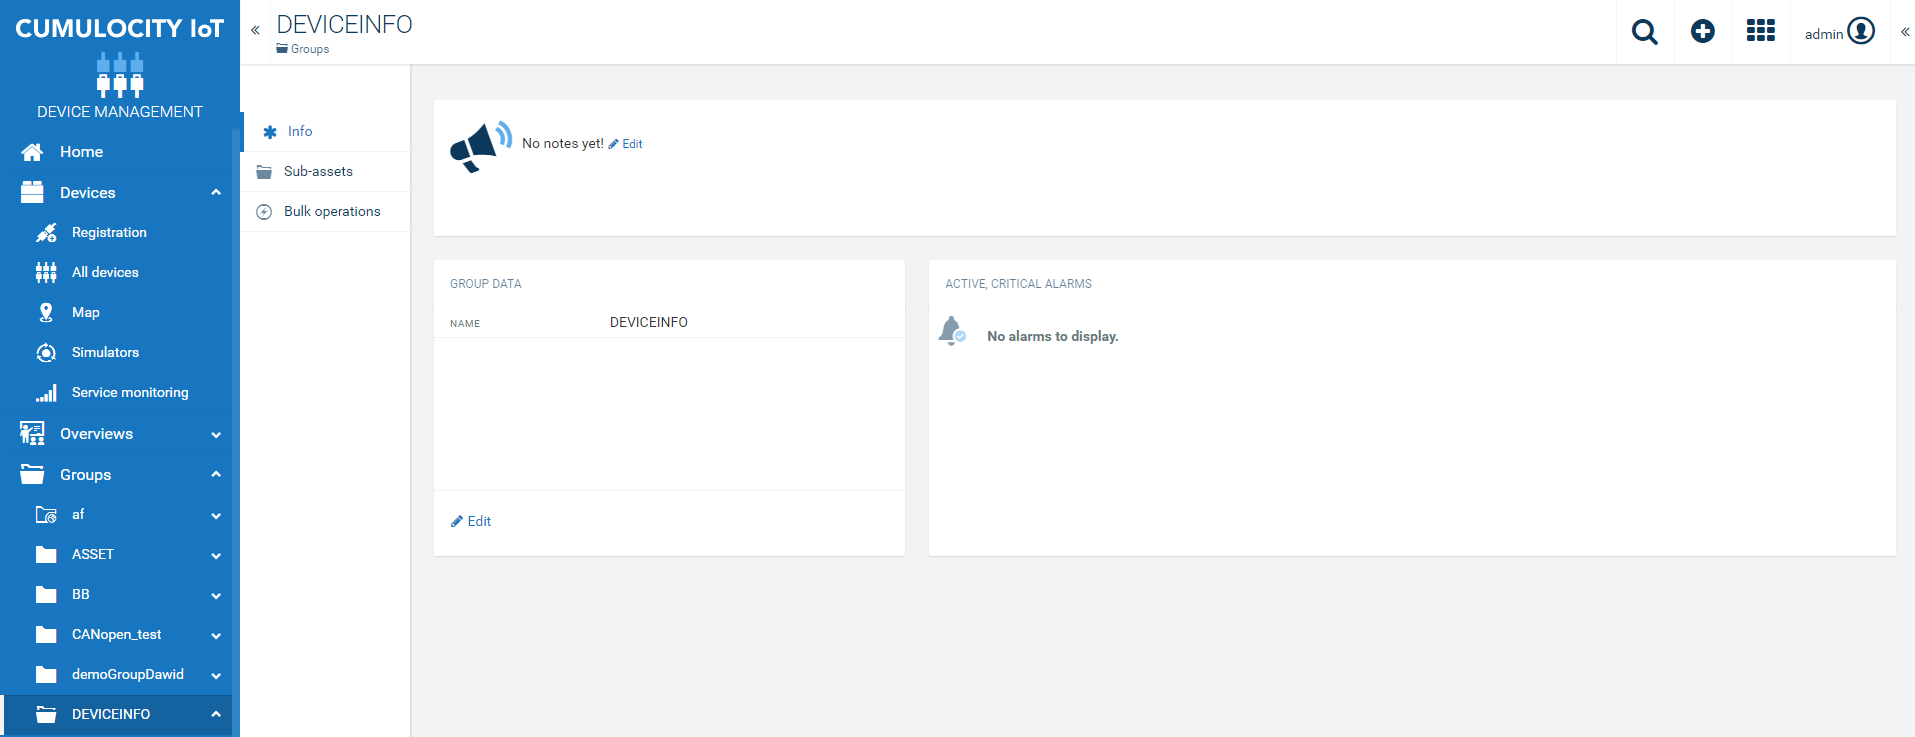 CUMULOCITY IoT
DEVICE MANAGEMENT
Home
Devices
Registration
All devices
Map
Simulators
Service monitoring
Overviews
Groups
af
ASSET
BB
CANopen_test
demoGroupDawid
DEVICEINFO
DEVICEINFO
Groups
admin
Info
Sub-assets
Bulk operations
No notes yet! Edit
GROUP DATA
NAME DEVICEINFO
Edit
ACTIVE, CRITICAL ALARMS
No alarms to display.